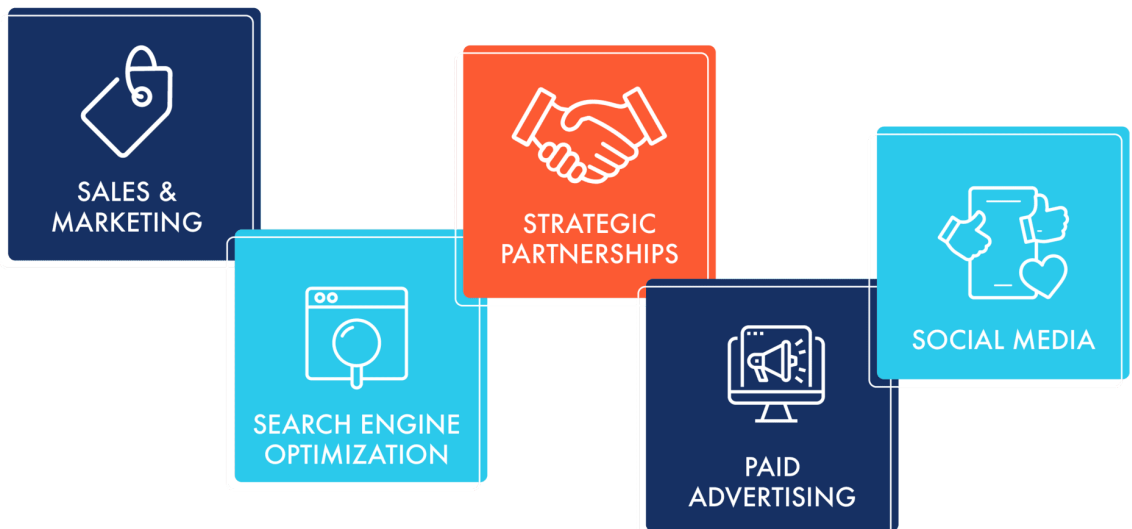 SALES &
MARKETING
SEARCH ENGINE
OPTIMIZATION
STRATEGIC
PARTNERSHIPS
PAID
ADVERTISING
SOCIAL MEDIA